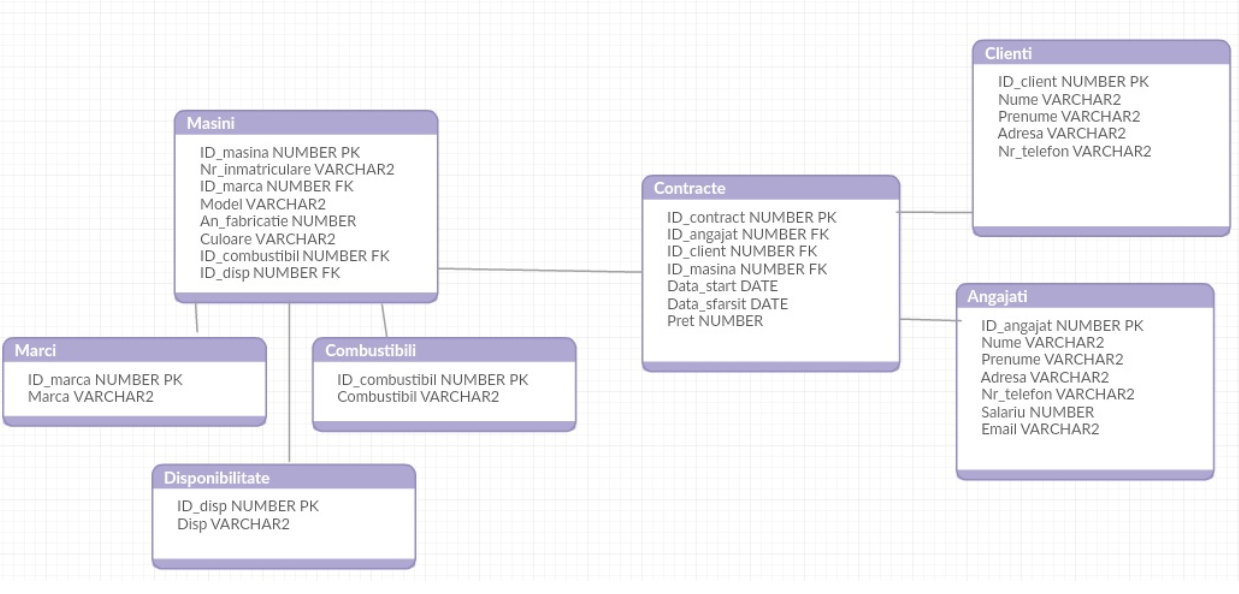 Masini
ID_masina NUMBER PK
Nr_inmatriculare VARCHAR2
ID_marca NUMBER FK
Model VARCHAR2
An_fabricatie NUMBER
Culoare VARCHAR2
ID_combustibil NUMBER FK
ID_disp NUMBER FK
Marci
ID_marca NUMBER PK
Marca VARCHAR2
Combustibili
ID_combustibil NUMBER PK
Combustibil VARCHAR2
Disponibilitate
ID_disp NUMBER PK
Disp VARCHAR2
Contracte
ID_contract NUMBER PK
ID_angajat NUMBER FK
ID_client NUMBER FK
ID_masina NUMBER FK
Data_start DATE
Data_sfarsit DATE
Pret NUMBER
Clienti
ID_client NUMBER PK
Nume VARCHAR2
Prenume VARCHAR2
Adresa VARCHAR2
Nr_telefon VARCHAR2
Angajati
ID_angajat NUMBER PK
Nume VARCHAR2
Prenume VARCHAR2
Adresa VARCHAR2
Nr_telefon VARCHAR2
Salariu NUMBER
Email VARCHAR2